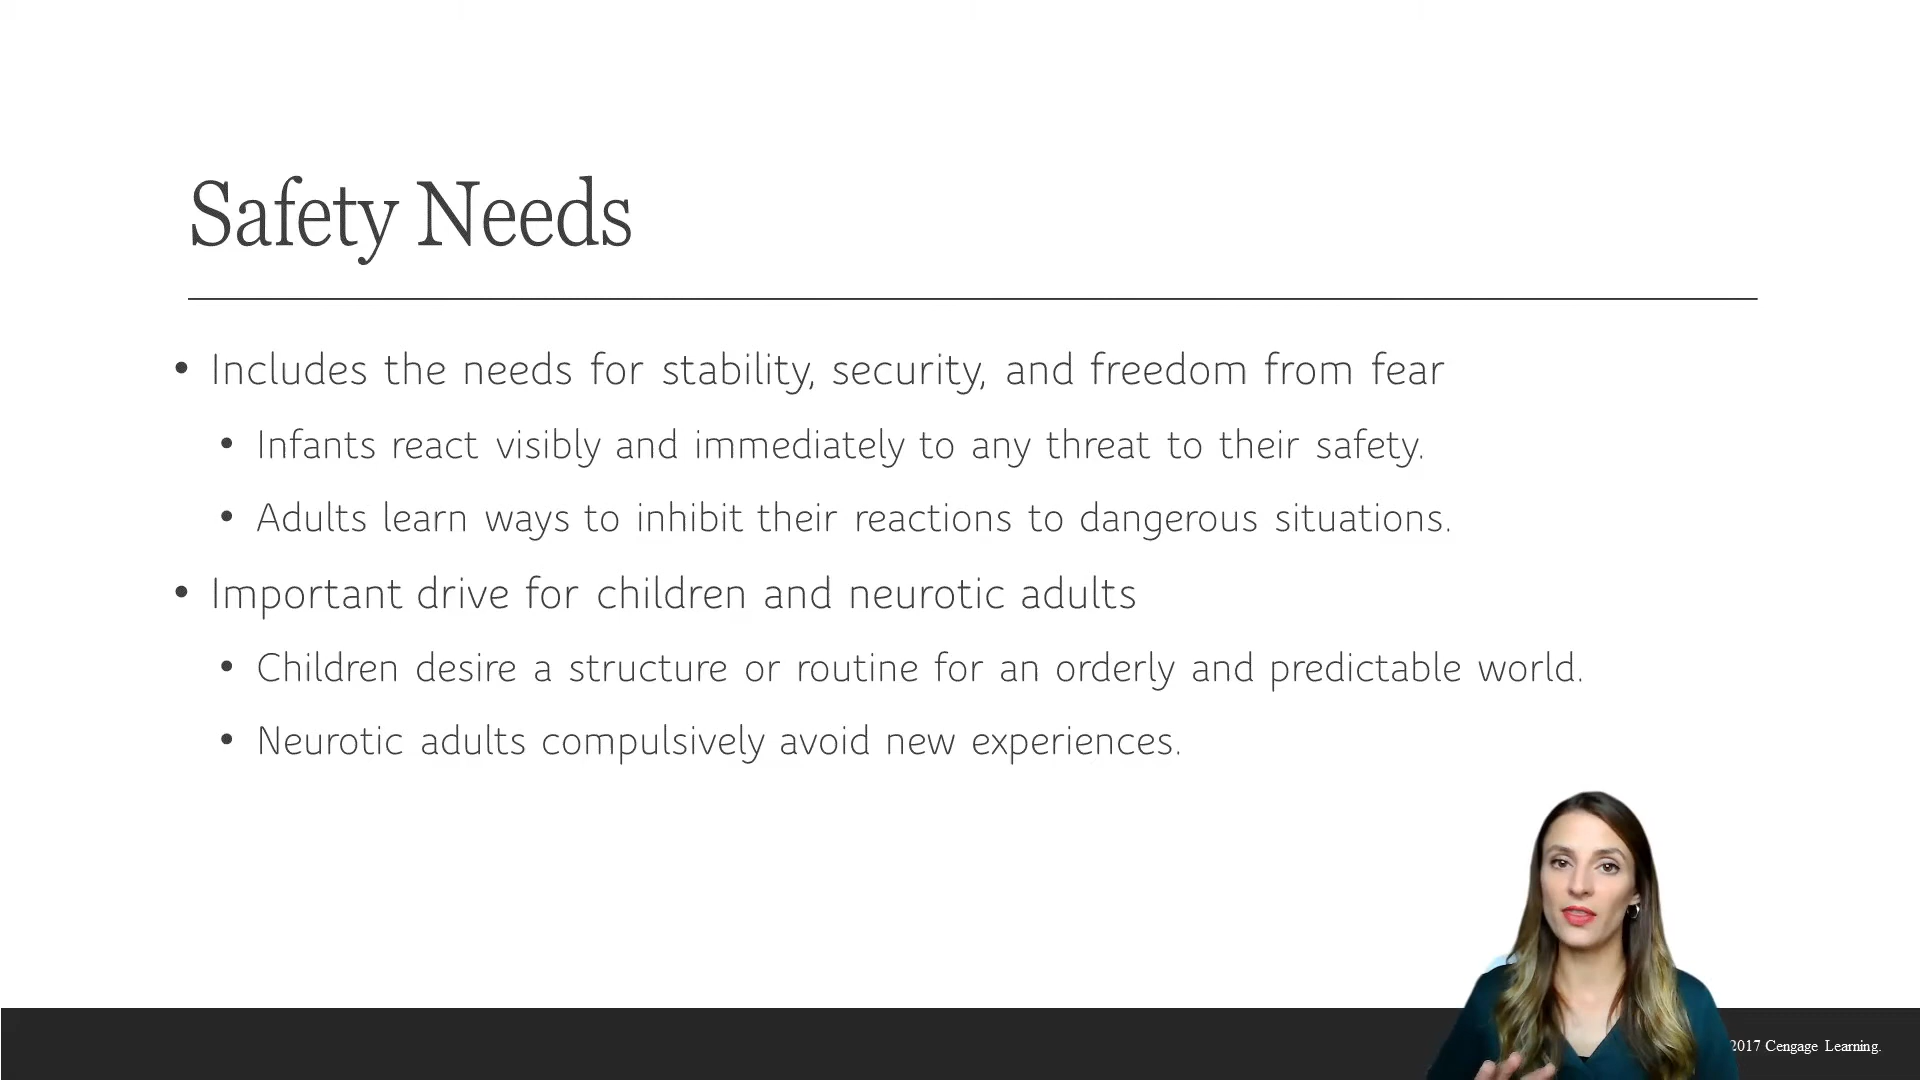 Safety Needs
• Includes the needs for stability, security, and freedom from fear
• Infants react visibly and immediately to any threat to their safety.
• Adults learn ways to inhibit their reactions to dangerous situations.
• Important drive for children and neurotic adults
• Children desire a structure or routine for an orderly and predictable world.
• Neurotic adults compulsively avoid new experiences.
2017 Cengage Learning.